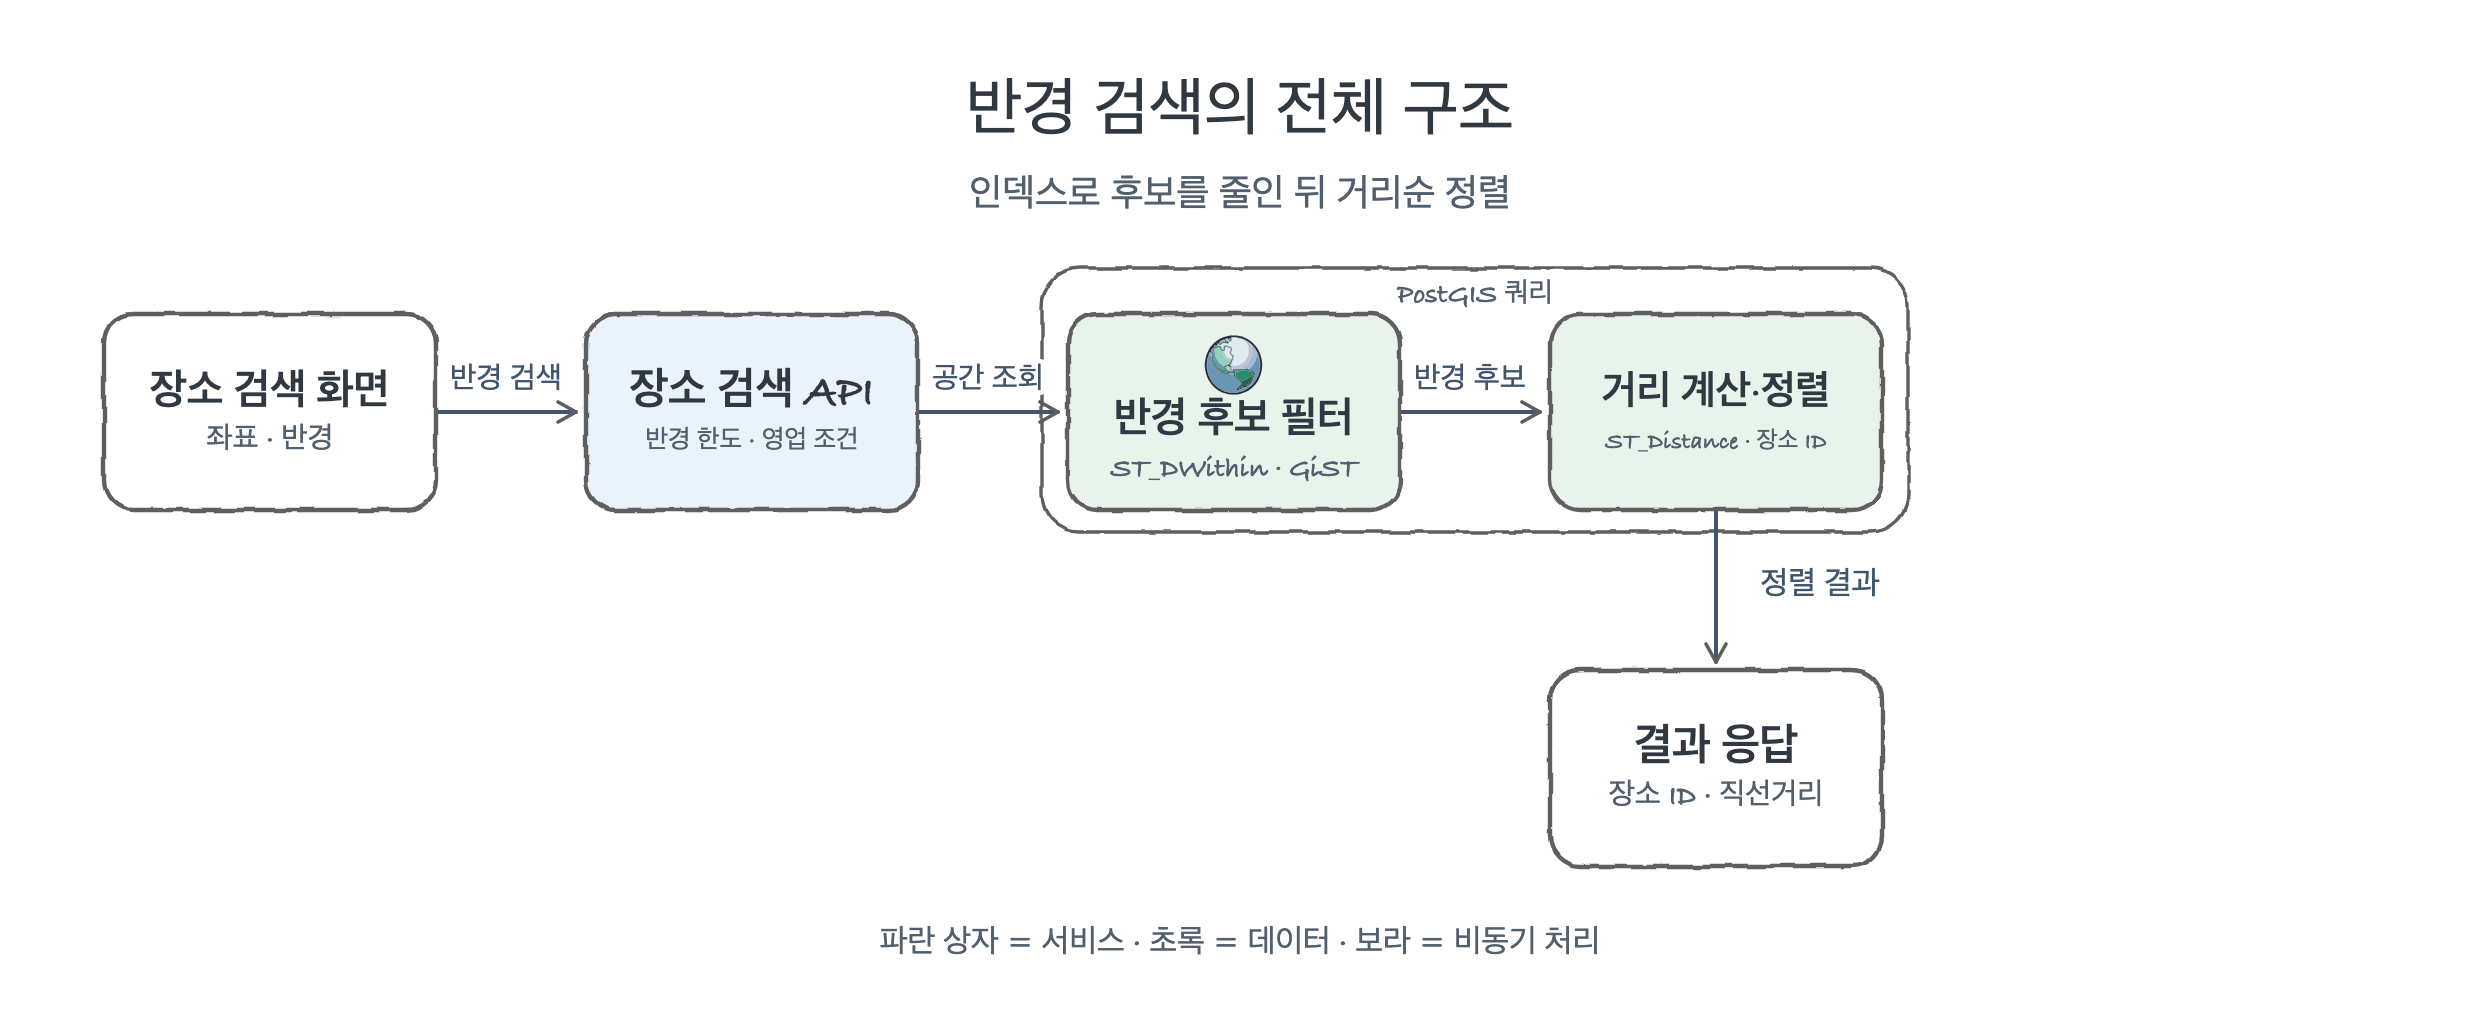 반경 검색의 전체 구조
인덱스로 후보를 줄인 뒤 거리순 정렬
PostGIS 쿼리
장소 검색 화면
좌표 · 반경
반경 검색
장소 검색 API
반경 한도 · 영업 조건
공간 조회
반경 후보 필터
ST_DWithin · GiST
반경 후보
거리 계산·정렬
ST_Distance · 장소 ID
정렬 결과
결과 응답
장소 ID · 직선거리
파란 상자 = 서비스 · 초록 = 데이터 · 보라 = 비동기 처리